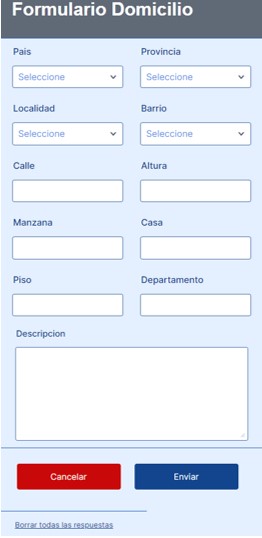 Formulario Domicilio
Pais Provincia
Seleccione Seleccione
Localidad Barrio
Seleccione Seleccione
Calle Altura
Manzana Casa
Piso Departamento
Descripcion
Cancelar Enviar
Borrar todas las respuestas